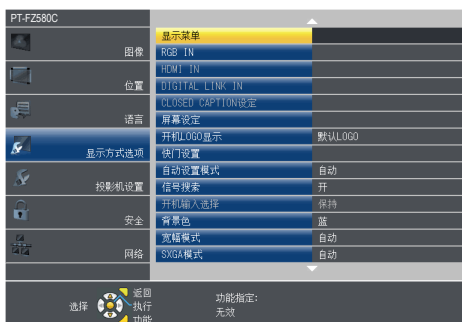 PT-FZ580C
图像
位置
语言
显示方式选项
投影机设置
安全
网络
显示菜单
RGB IN
HDMI IN
DIGITAL LINK IN
CLOSED CAPTION设定
屏幕设定
开机LOGO显示 默认LOGO
快门设置
自动设置模式 自动
信号搜索 开
开机输入选择 保持
背景色 蓝
宽幅模式 自动
SXGA模式 自动
选择
返回
执行
功能
功能指定:
无效